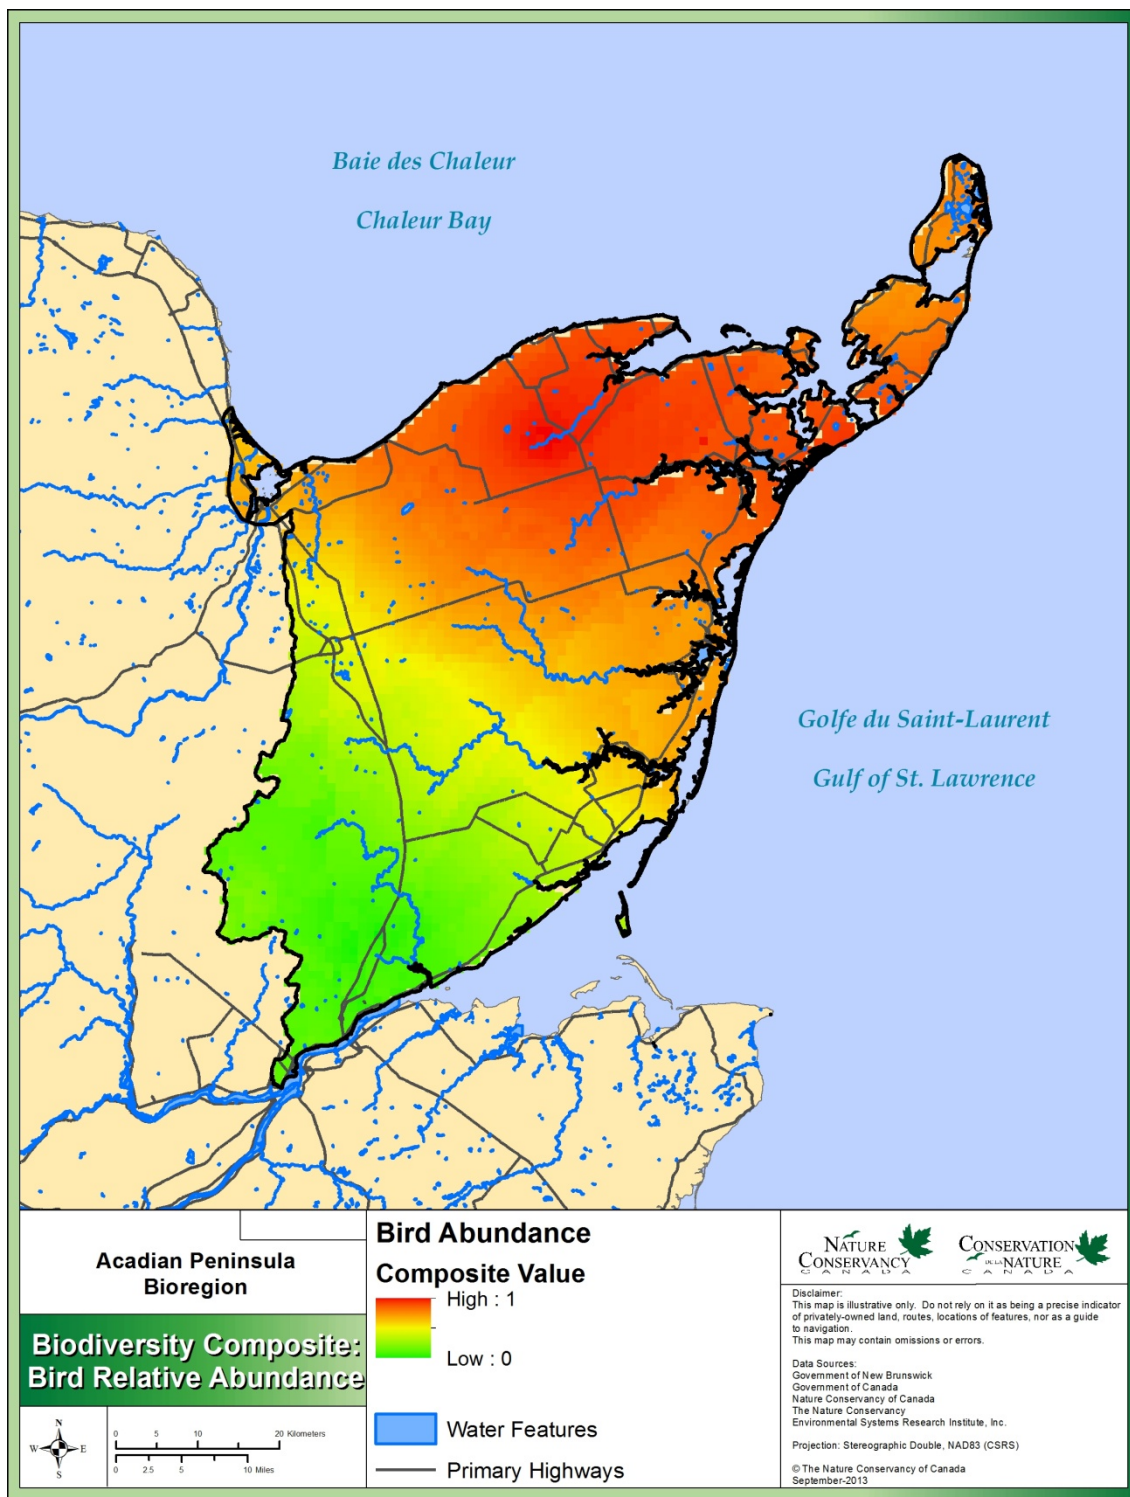 Baie des Chaleur
Chaleur Bay
Golfe du Saint-Laurent
Gulf of St. Lawrence
Acadian Peninsula
Bioregion
Biodiversity Composite:
Bird Relative Abundance
N
W E
S
0 5 10 20 Kilometers
0 2.5 5 10 Miles
Bird Abundance
Composite Value
High : 1
Low : 0
Water Features
Primary Highways
NATURE
CONSERVANCY
CANADA
CONSERVATION
DE LA NATURE
CANADA
Disclaimer:
This map is illustrative only. Do not rely on it as being a precise indicator
of privately-owned land, routes, locations of features, nor as a guide
to navigation.
This map may contain omissions or errors.
Data Sources:
Government of New Brunswick
Government of Canada
Nature Conservancy of Canada
The Nature Conservancy
Environmental Systems Research Institute, Inc.
Projection: Stereographic Double, NAD83 (CSRS)
© The Nature Conservancy of Canada
September-2013